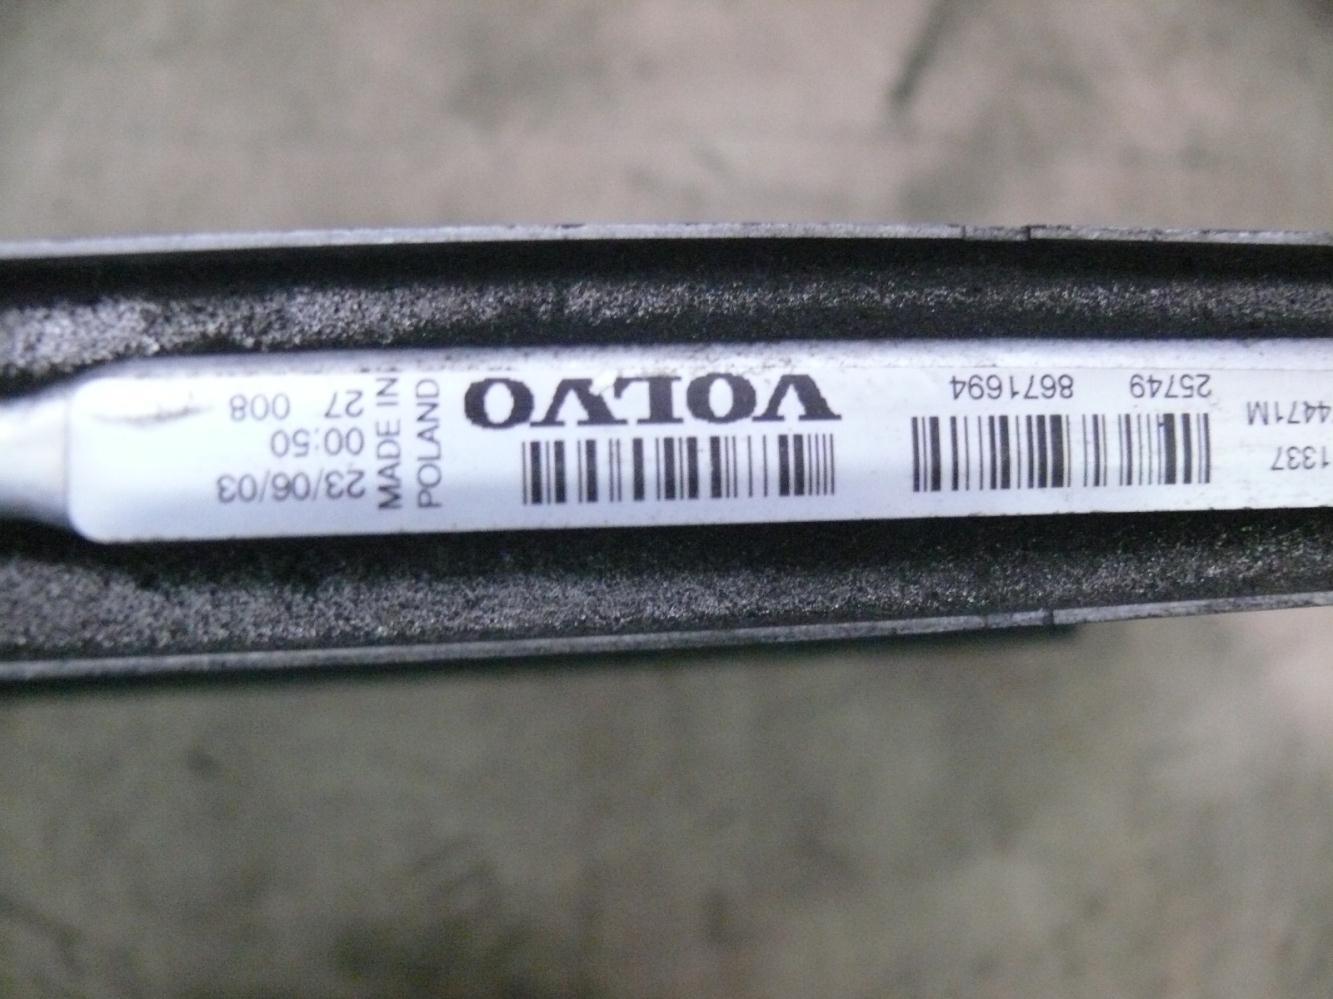 4471M
1337
25749 8671694
VOLVO
MADE IN
POLAND
23/06/03
00:50
27 008